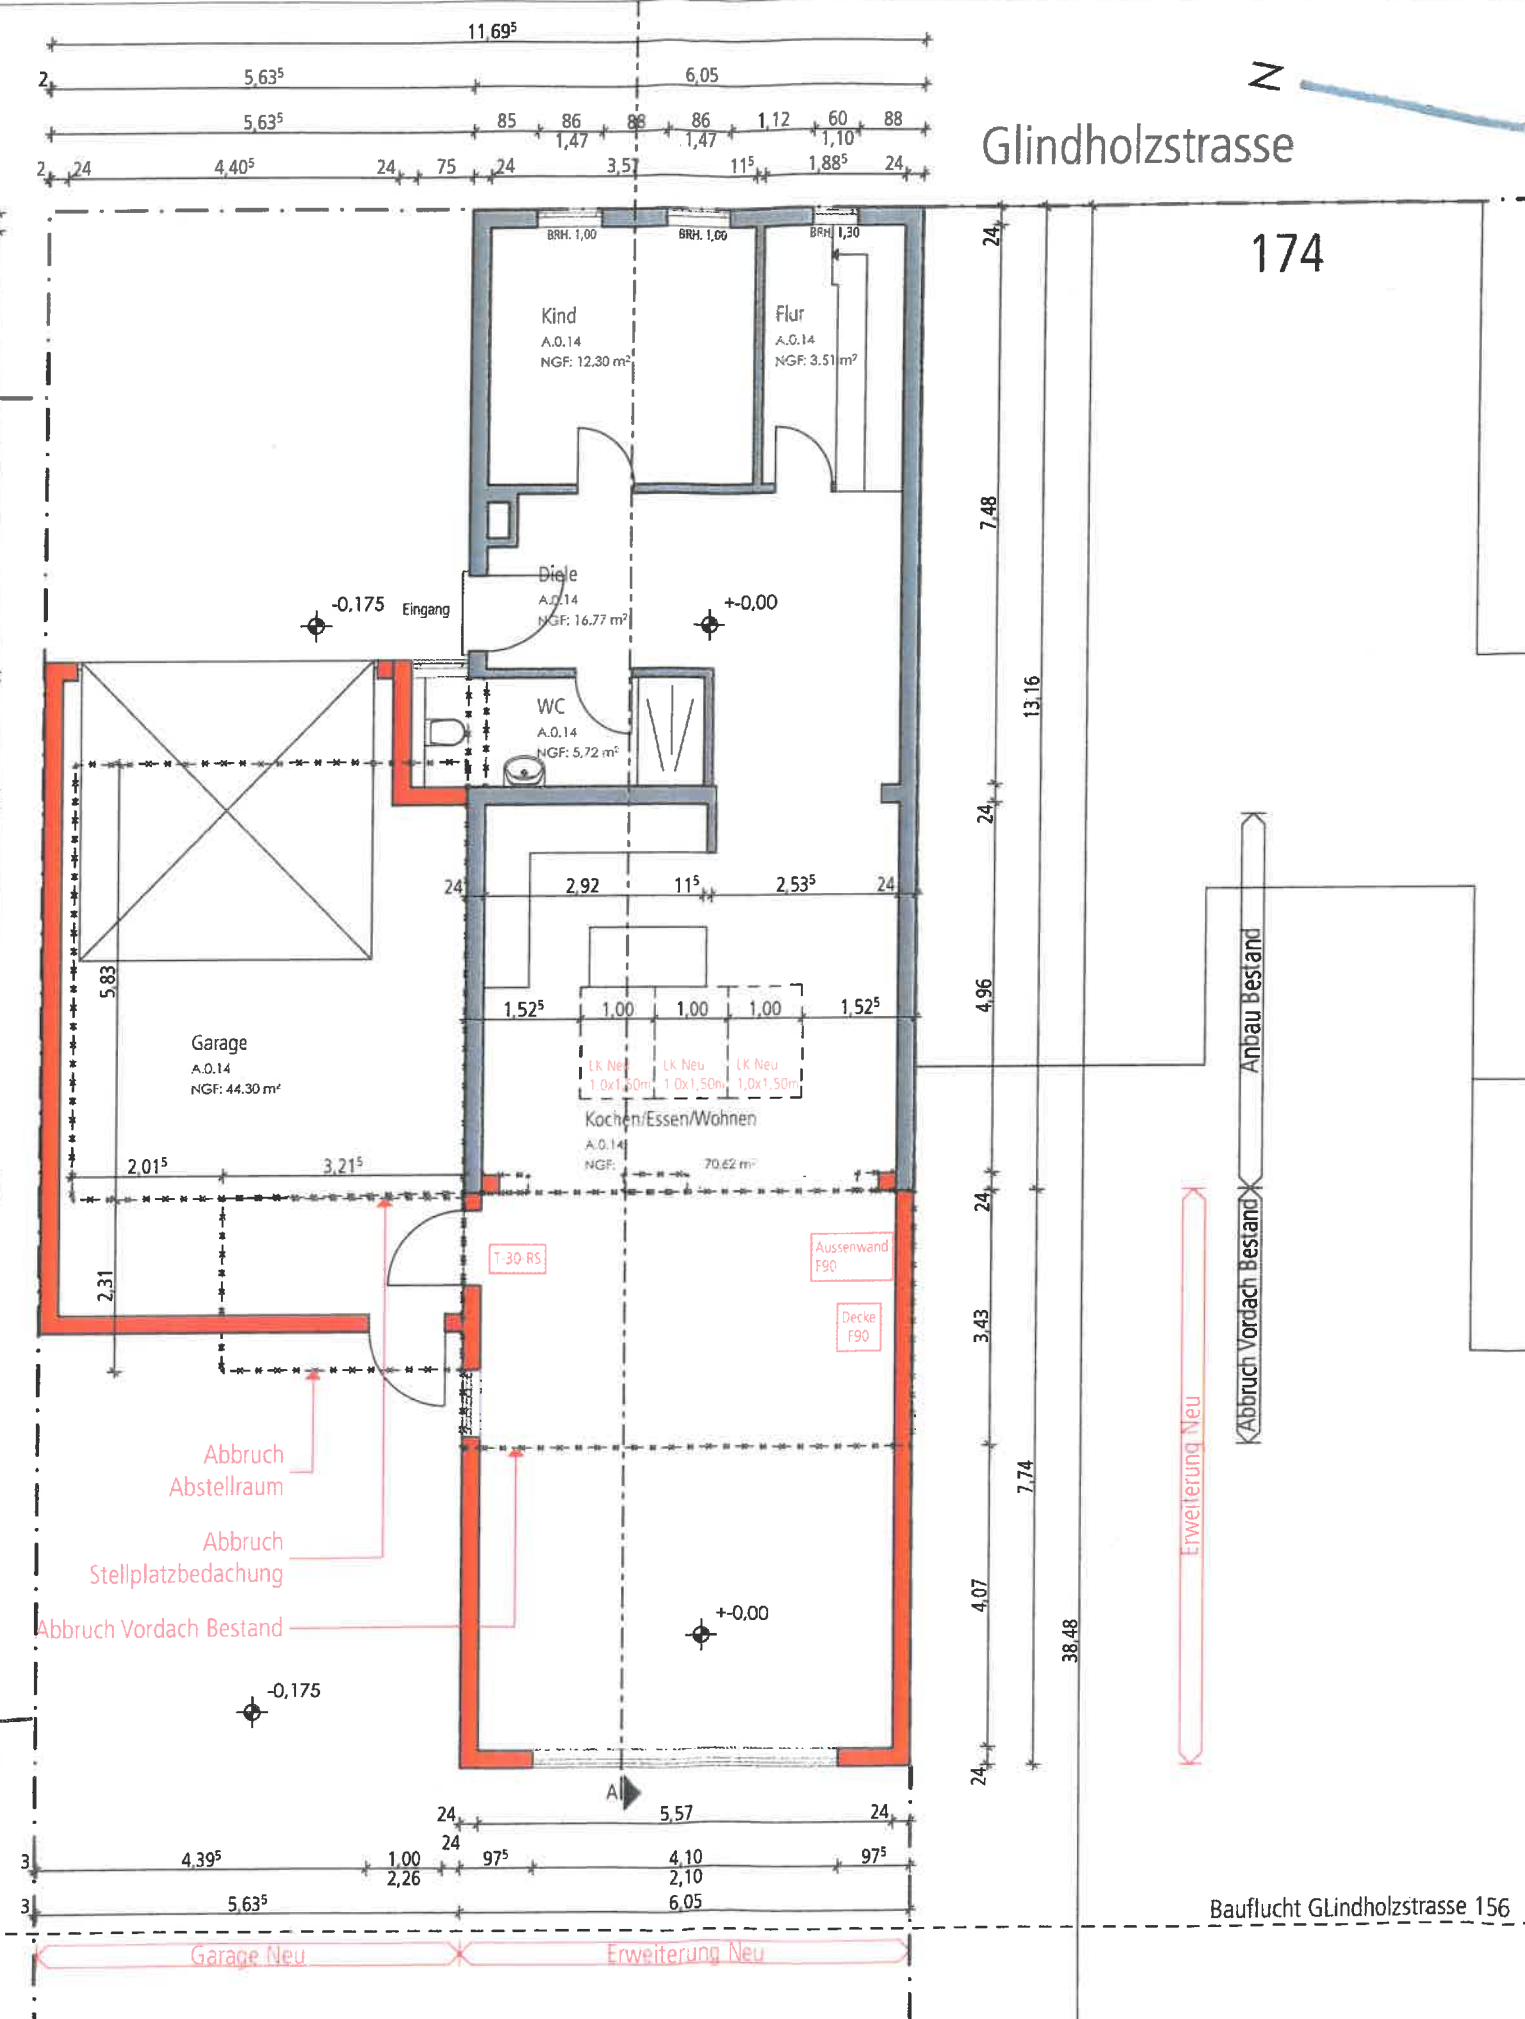 11,69⁵
2
5,63⁵
6,05
5,63⁵
85
86
1,47
88
86
1,47
1,12
60
1,10
88
2
24
4,40⁵
24
75
24
3,57
11⁵
1,88⁵
24
N
Glindholzstrasse
174
BRH. 1,00
BRH. 1,00
BRH. 1,30
24
Kind
A.0.14
NGF: 12.30 m²
Flur
A.0.14
NGF: 3.51 m²
7,48
Diele
A.0.14
NGF: 16.77 m²
-0,175
Eingang
+-0,00
13,16
WC
A.0.14
NGF: 5,72 m²
24
24
2,92
11⁵
2,53⁵
24
5,83
4,96
Anbau Bestand
1,52⁵
1,00
1,00
1,00
1,52⁵
Garage
A.0.14
NGF: 44.30 m²
LK Neu
1.0x1,50m
LK Neu
1.0x1,50m
LK Neu
1,0x1,50m
Kochen/Essen/Wohnen
A.0.14
NGF: 70.62 m²
2,01⁵
3,21⁵
24
T-30-RS
Aussenwand
F90
Decke
F90
2,31
3,43
Abbruch Vordach Bestand
Erweiterung Neu
Abbruch
Abstellraum
Abbruch
Stellplatzbedachung
Abbruch Vordach Bestand
7,74
4,07
38,48
+-0,00
-0,175
24
A
24
5,57
24
24
3
4,39⁵
1,00
2,26
97⁵
4,10
2,10
97⁵
3
5,63⁵
6,05
Bauflucht GLindholzstrasse 156
Garage Neu
Erweiterung Neu